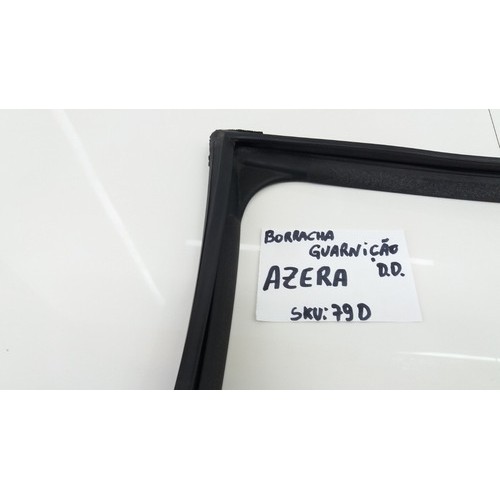 BORRACHA
GUARNIÇÃO
AZERA D.D.
SKU: 79D